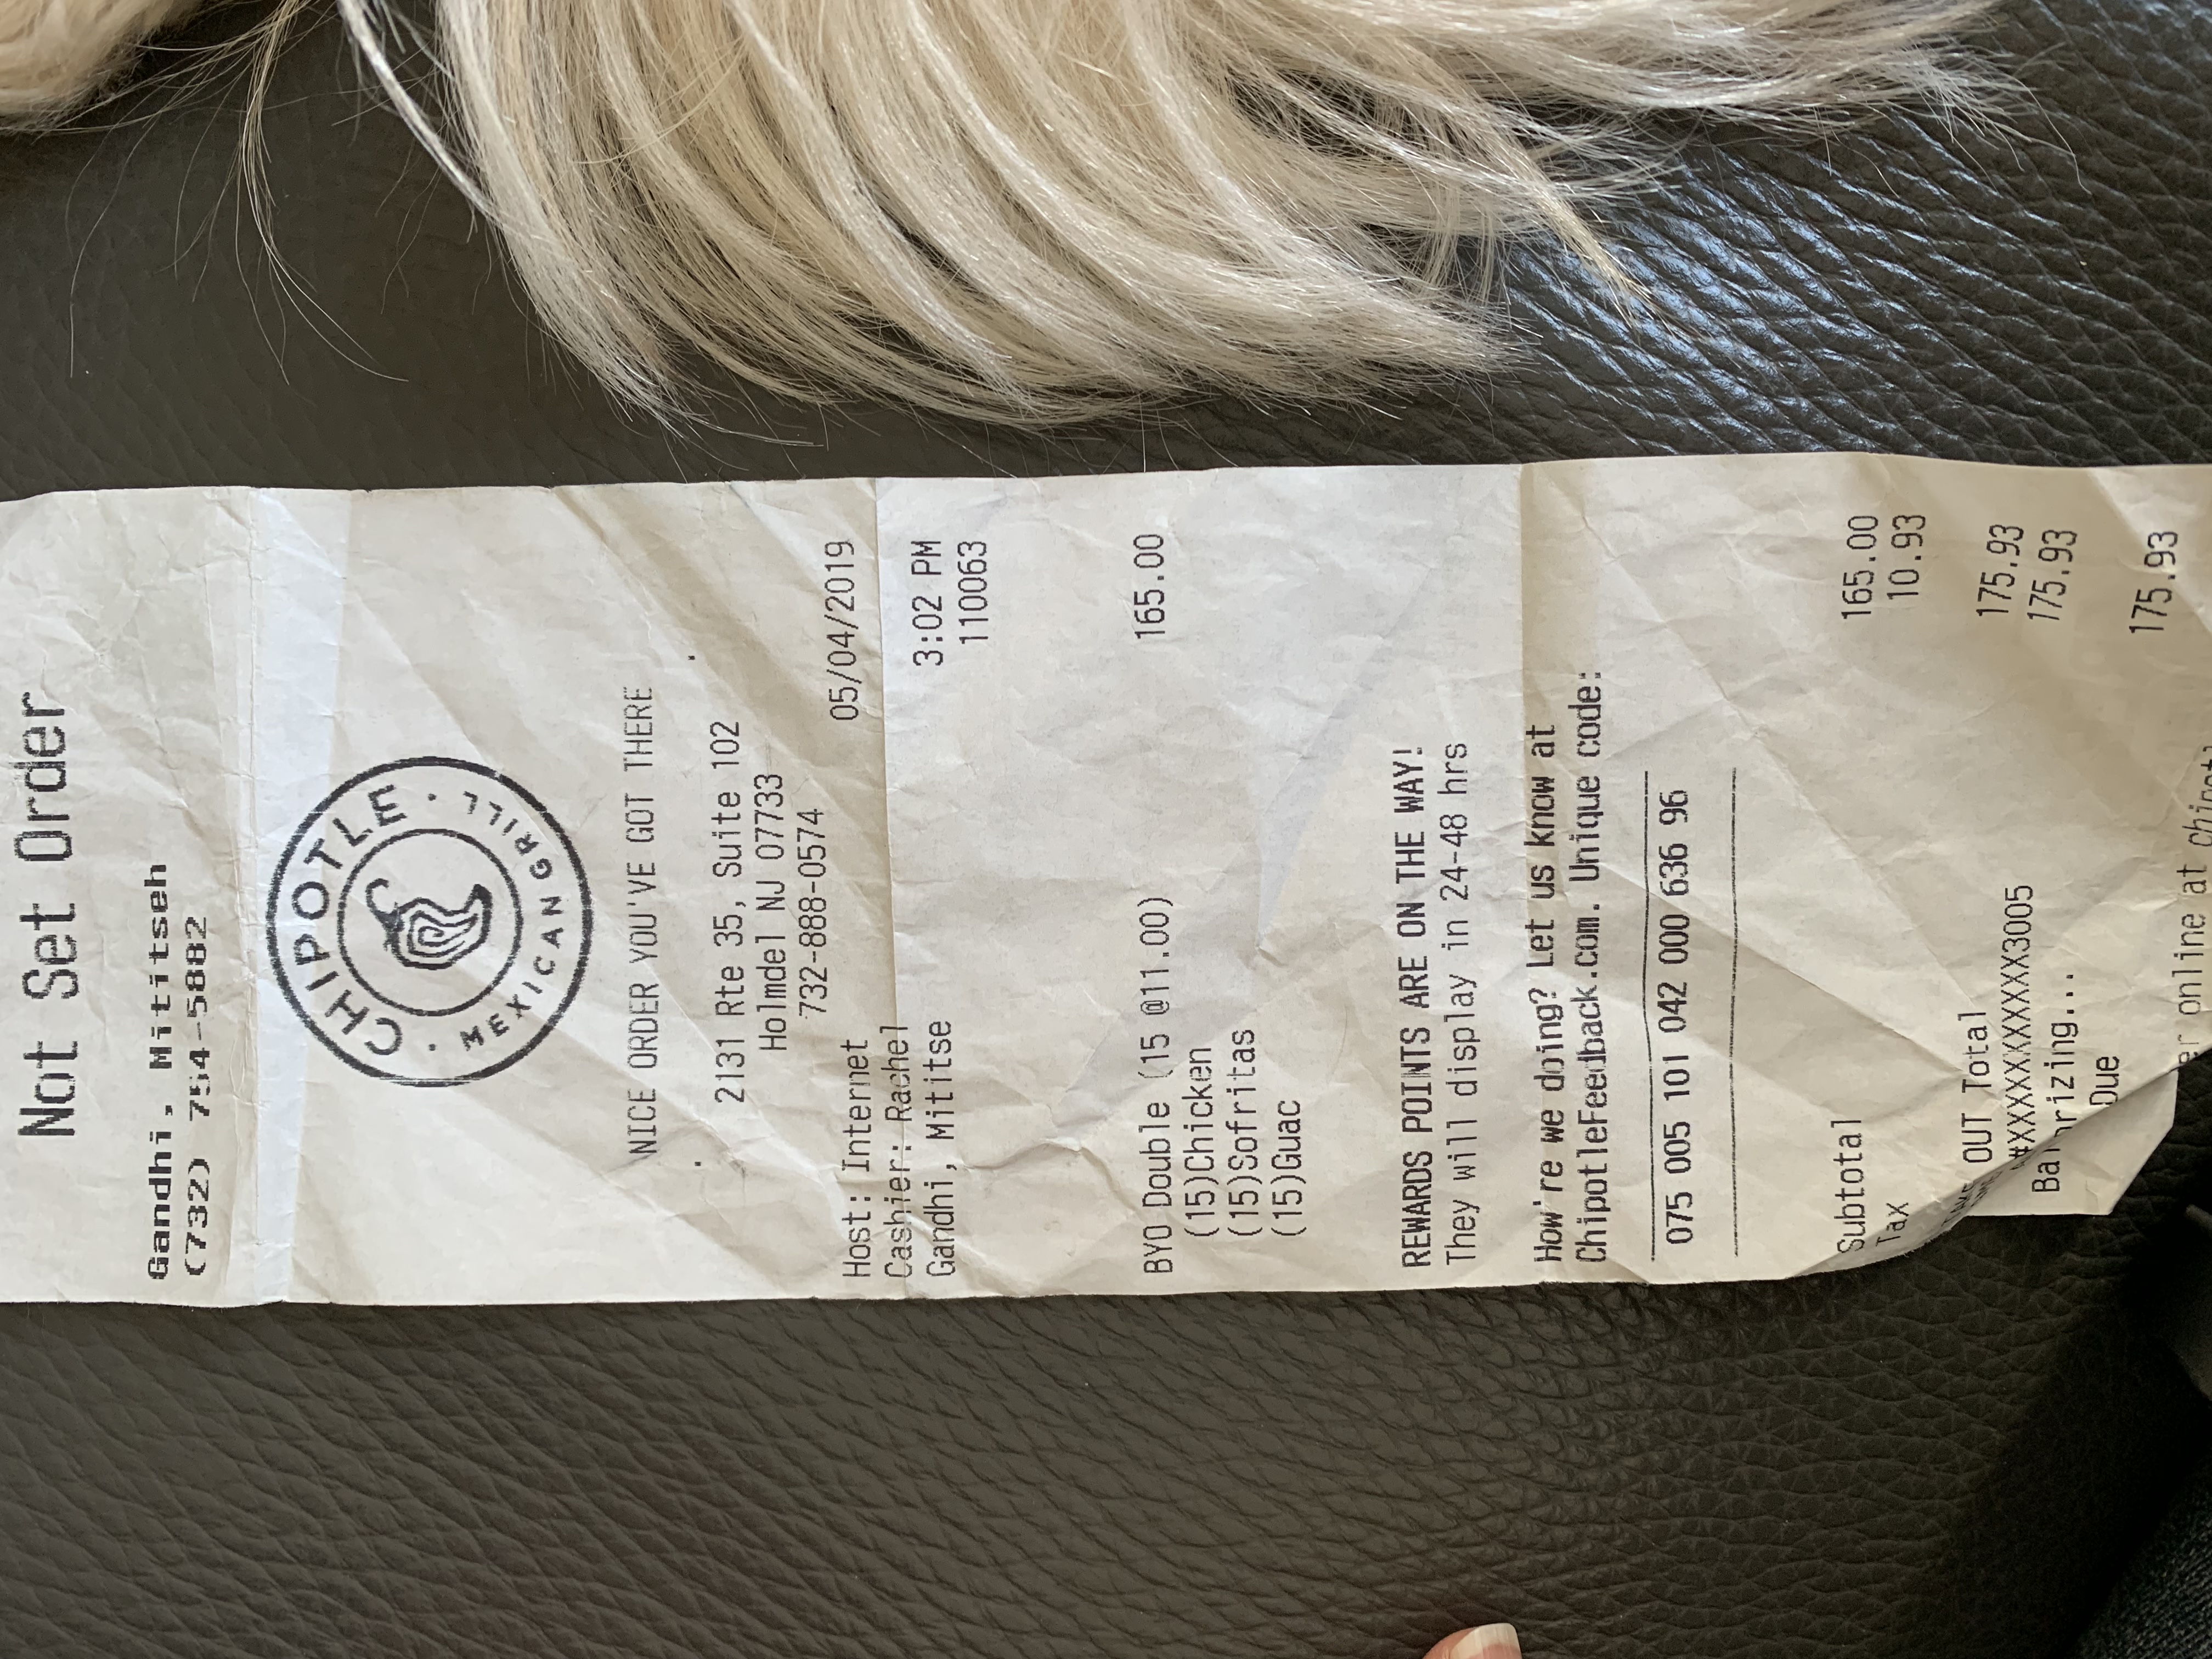 Not Set Order
Gandhi, Mititseh
(732) 754-5882
CHIPOTLE
MEXICAN GRILL
NICE ORDER YOU'VE GOT THERE
2131 Rte 35, Suite 102
Holmdel NJ 07733
732-888-0574
Host: Internet 05/04/2019
Cashier: Rachel
Gandhi, Mititse 3:02 PM
110063
BYO Double (15 @11.00) 165.00
(15)Chicken
(15)Sofritas
(15)Guac
REWARDS POINTS ARE ON THE WAY!
They will display in 24-48 hrs
How're we doing? Let us know at
ChipotleFeedback.com. Unique code:
075 005 101 042 000 636 96
Subtotal 165.00
Tax 10.93
OUT Total 175.93
#XXXXXXXXXXXX3005 175.93
rizing...
Ba Due 175.93
online at